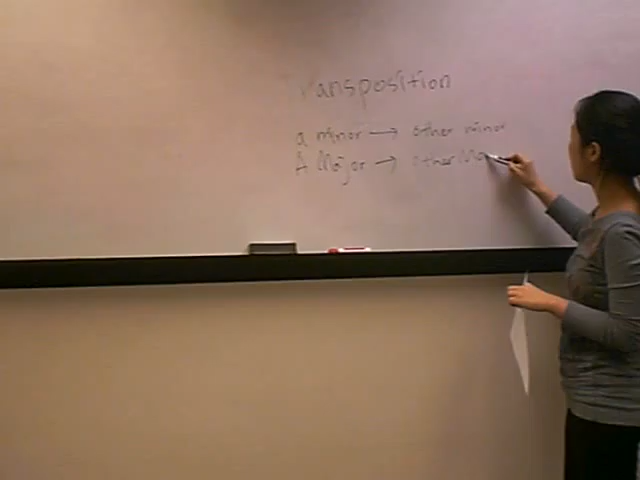 Transposition
a minor → other minor
A Major → other Ma